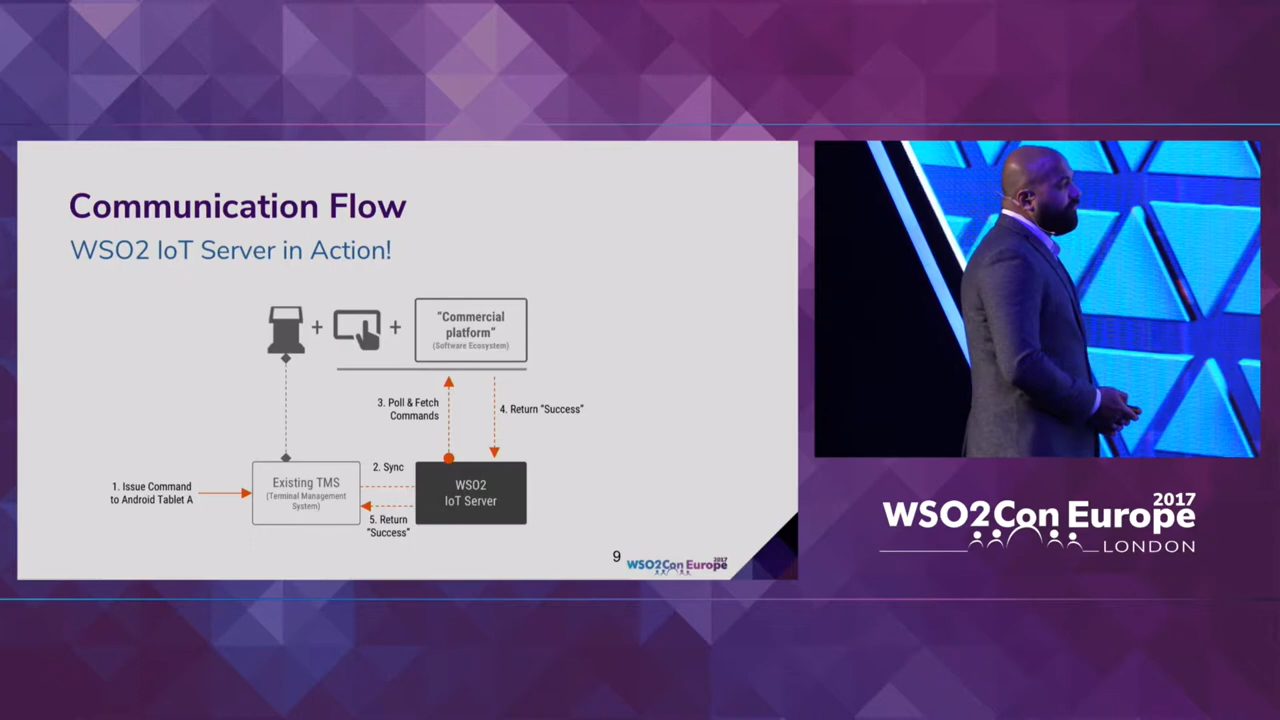 Communication Flow
WSO2 IoT Server in Action!
+
+
"Commercial
platform"
(Software Ecosystem)
3. Poll & Fetch
Commands
4. Return "Success"
1. Issue Command
to Android Tablet A
Existing TMS
(Terminal Management
System)
2. Sync
5. Return
"Success"
WSO2
IoT Server
9
WSO2Con Europe
2017
2017
WSO2Con Europe
LONDON